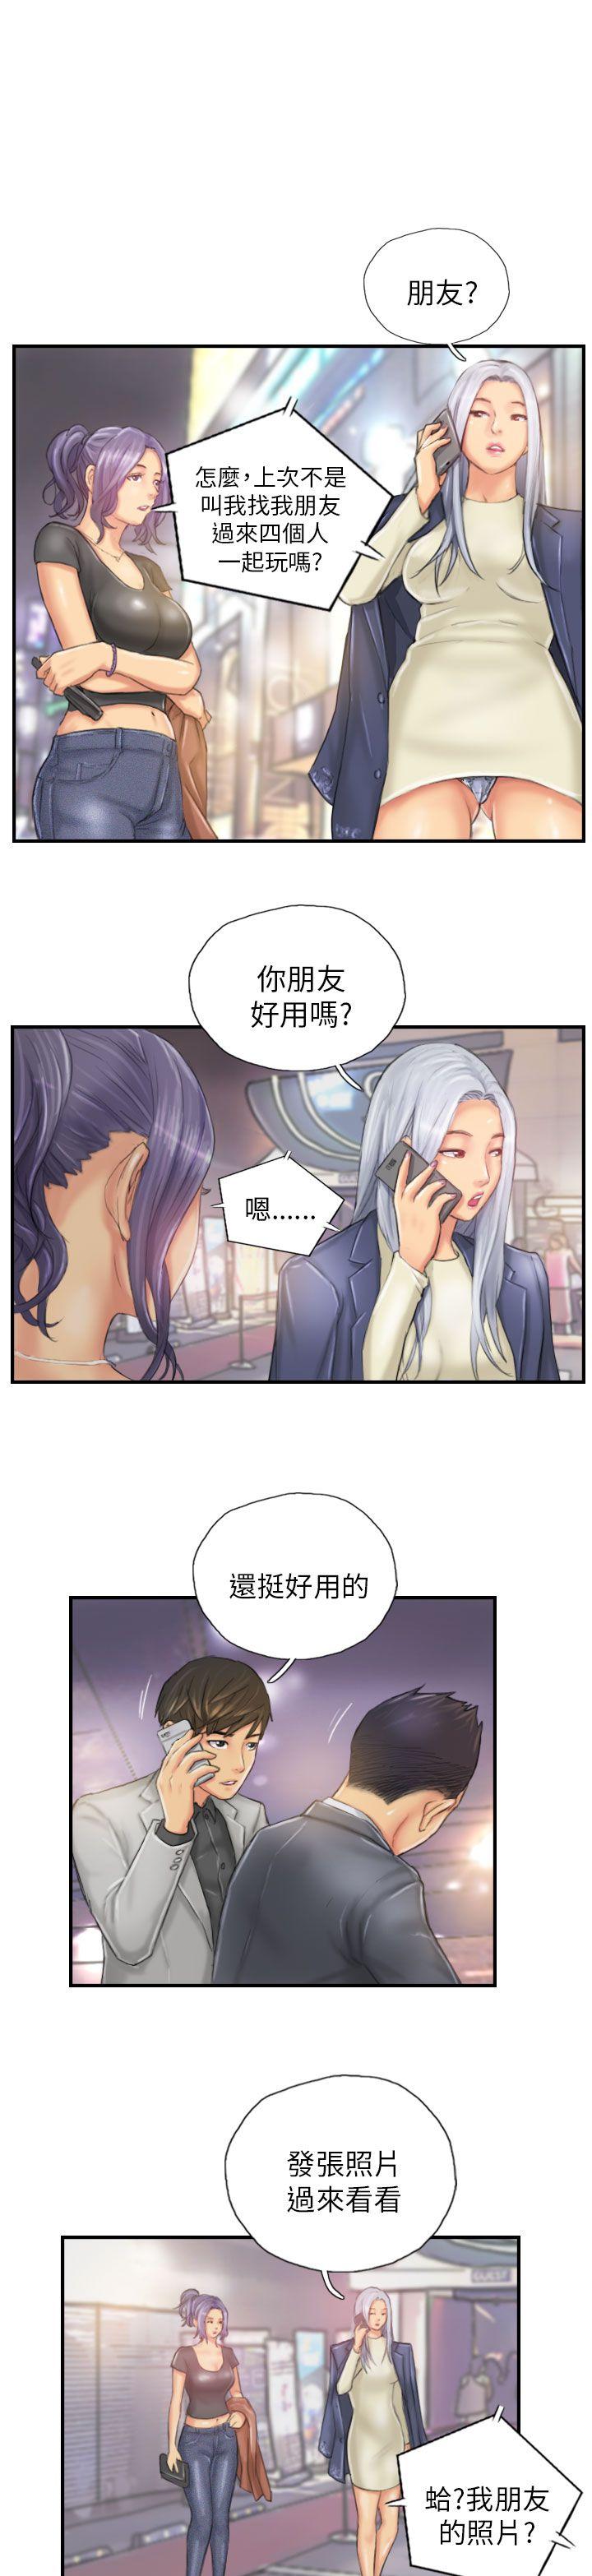 朋友?
怎麼，上次不是
叫我找我朋友
過來四個人
一起玩嗎?
你朋友
好用嗎?
嗯......
還挺好用的
發張照片
過來看看
GUEST
蛤?我朋友
的照片?